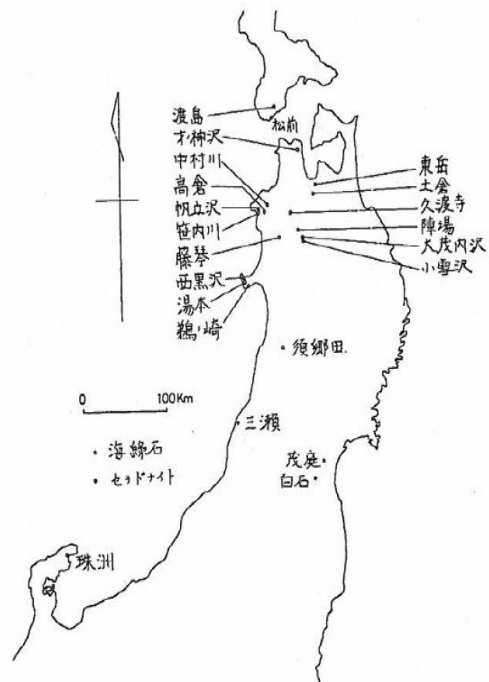 渡島
松前
才柳沢
中村川
高倉
帆立沢
笹内川
藤琴
西黒沢
湯本
鵜ノ崎
東岳
土倉
久渡寺
陣場
大茂内沢
小雪沢
須郷田
0 100Km
三瀬
海緑石
セラドナイト
茂庭
白石
珠洲